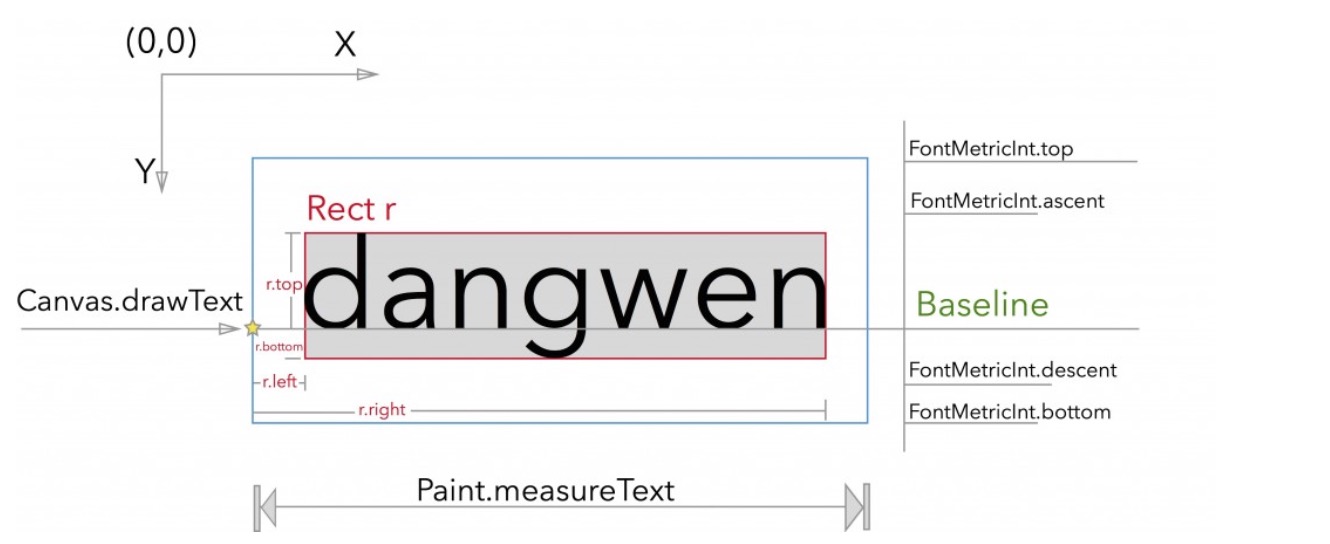 (0,0)
X
Y
FontMetricInt.top
FontMetricInt.ascent
Rect r
r.top
dangwen
Canvas.drawText
Baseline
r.bottom
FontMetricInt.descent
r.left
r.right
FontMetricInt.bottom
Paint.measureText